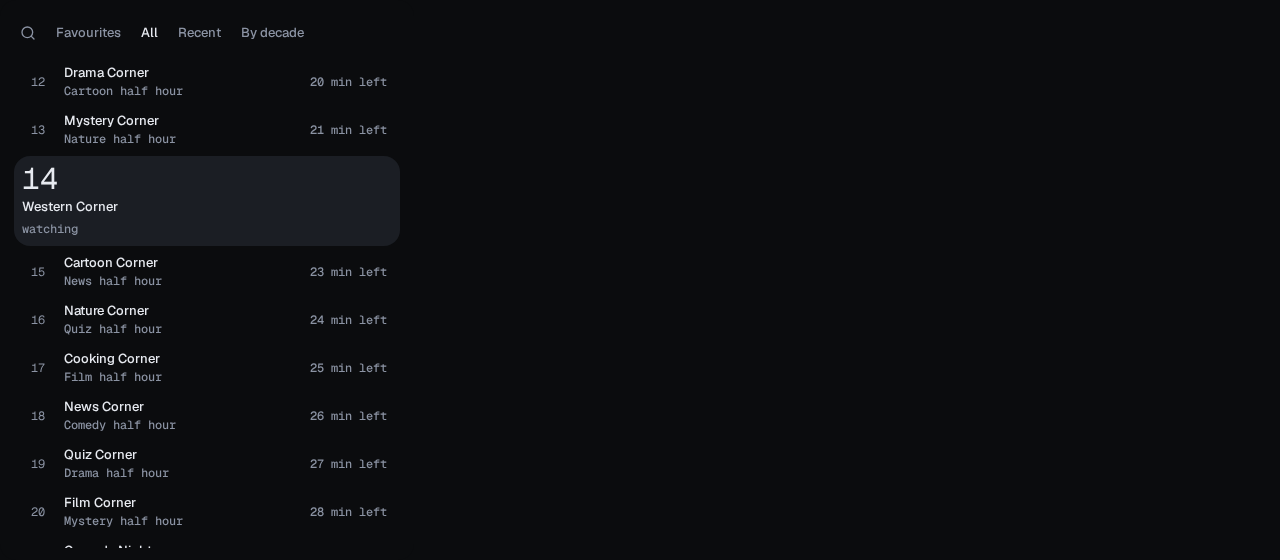 Favourites All Recent By decade
12 Drama Corner 20 min left
Cartoon half hour
13 Mystery Corner 21 min left
Nature half hour
14
Western Corner
watching
15 Cartoon Corner 23 min left
News half hour
16 Nature Corner 24 min left
Quiz half hour
17 Cooking Corner 25 min left
Film half hour
18 News Corner 26 min left
Comedy half hour
19 Quiz Corner 27 min left
Drama half hour
20 Film Corner 28 min left
Mystery half hour